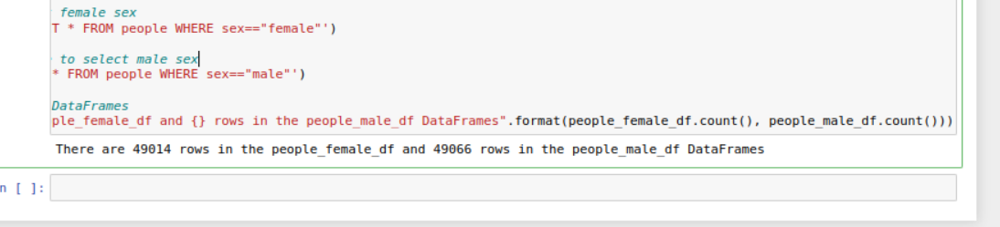 female sex
T * FROM people WHERE sex=="female"')
to select male sex
* FROM people WHERE sex=="male"')
DataFrames
ple_female_df and {} rows in the people_male_df DataFrames".format(people_female_df.count(), people_male_df.count()))
There are 49014 rows in the people_female_df and 49066 rows in the people_male_df DataFrames
n [ ]: